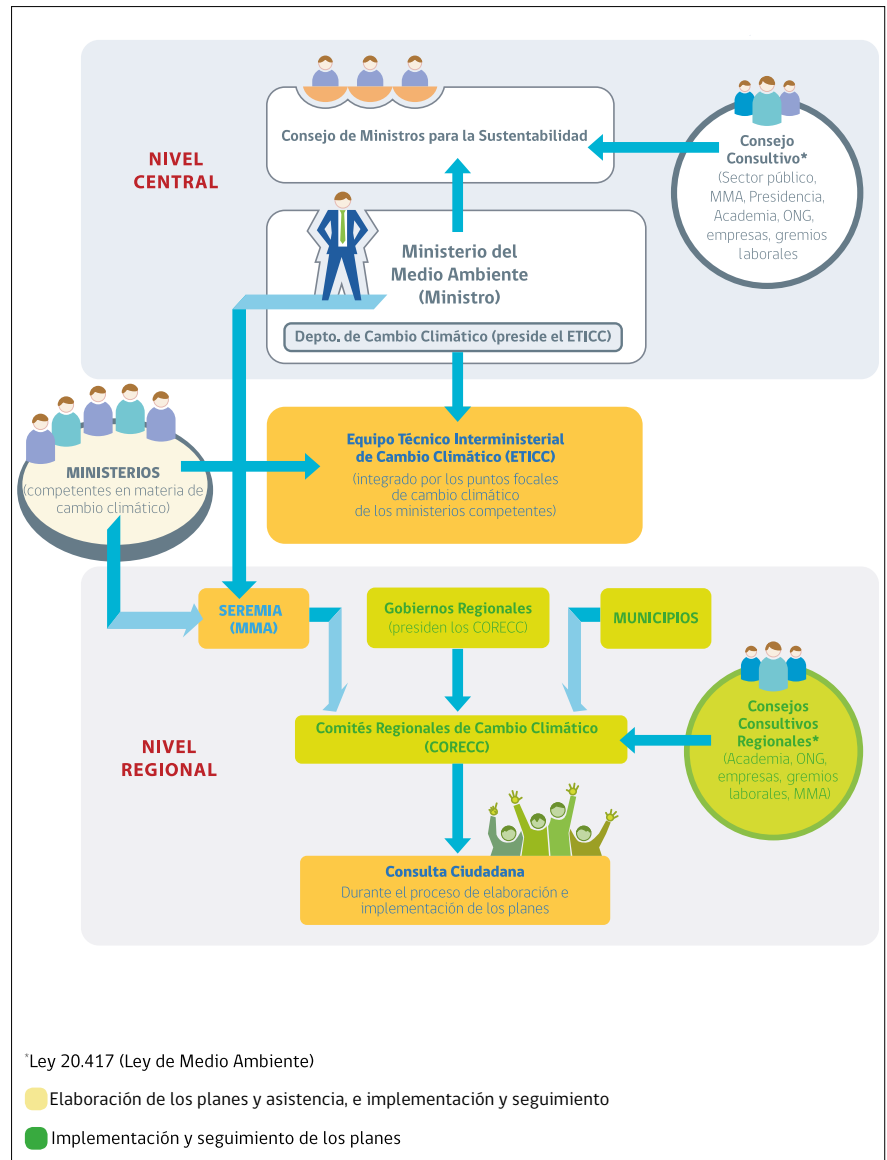 NIVEL
CENTRAL
Consejo de Ministros para la Sustentabilidad
Consejo
Consultivo*
(Sector público,
MMA, Presidencia,
Academia, ONG,
empresas, gremios
laborales
Ministerio del
Medio Ambiente
(Ministro)
Depto. de Cambio Climático (preside el ETICC)
MINISTERIOS
(competentes en materia de
cambio climático)
Equipo Técnico Interministerial
de Cambio Climático (ETICC)
(integrado por los puntos focales
de cambio climático
de los ministerios competentes)
SEREMIA
(MMA)
Gobiernos Regionales
(presiden los CORECC)
MUNICIPIOS
NIVEL
REGIONAL
Comités Regionales de Cambio Climático
(CORECC)
Consejos
Consultivos
Regionales*
(Academia, ONG,
empresas, gremios
laborales, MMA)
Consulta Ciudadana
Durante el proceso de elaboración e
implementación de los planes
*Ley 20.417 (Ley de Medio Ambiente)
Elaboración de los planes y asistencia, e implementación y seguimiento
Implementación y seguimiento de los planes